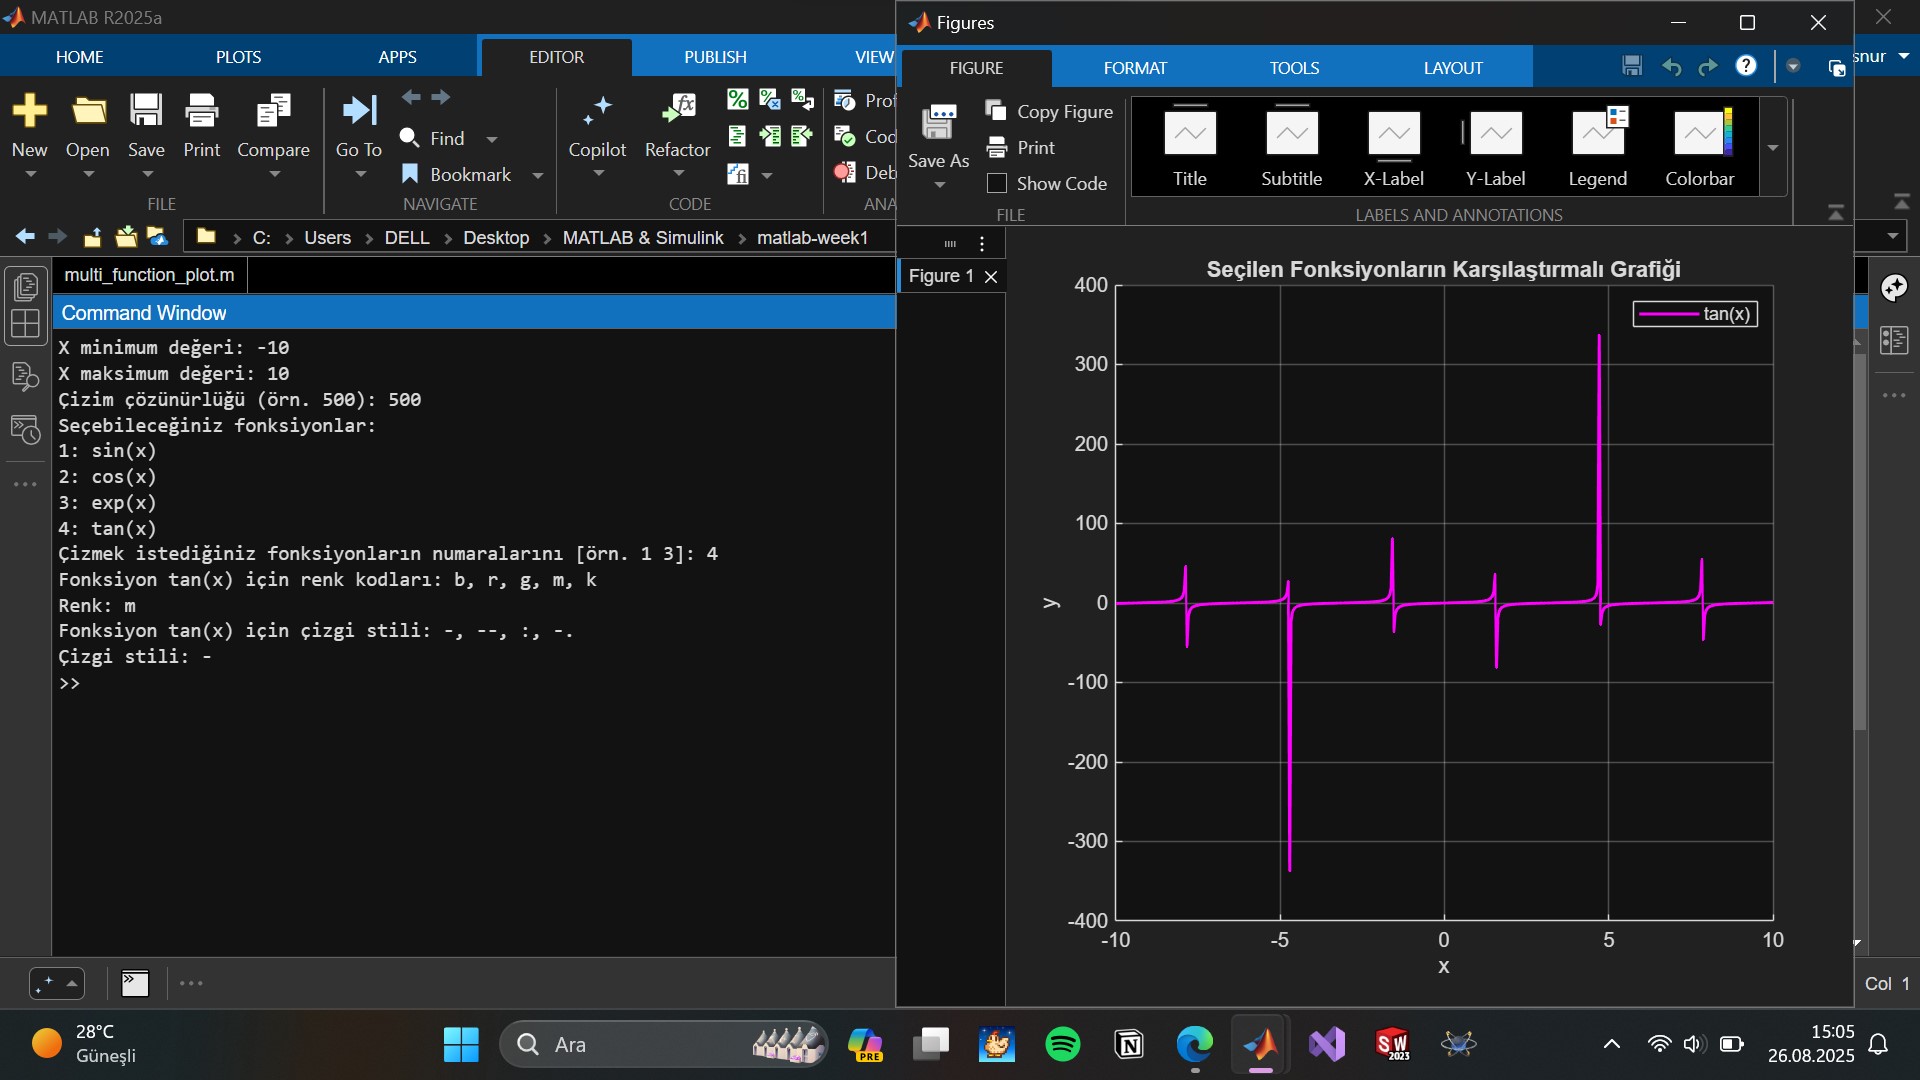 MATLAB R2025a
HOME PLOTS APPS EDITOR PUBLISH VIEW
New Open Save Print Compare Go To Find Bookmark Copilot Refactor Prof Cod Deb
FILE NAVIGATE CODE ANA
C: Users DELL Desktop MATLAB & Simulink matlab-week1
multi_function_plot.m
Command Window
X minimum değeri: -10
X maksimum değeri: 10
Çizim çözünürlüğü (örn. 500): 500
Seçebileceğiniz fonksiyonlar:
1: sin(x)
2: cos(x)
3: exp(x)
4: tan(x)
Çizmek istediğiniz fonksiyonların numaralarını [örn. 1 3]: 4
Fonksiyon tan(x) için renk kodları: b, r, g, m, k
Renk: m
Fonksiyon tan(x) için çizgi stili: -, --, :, -.
Çizgi stili: -
>>
Figures
snur
FIGURE FORMAT TOOLS LAYOUT
Save As Copy Figure Print Show Code
Title Subtitle X-Label Y-Label Legend Colorbar
FILE LABELS AND ANNOTATIONS
Figure 1
Seçilen Fonksiyonların Karşılaştırmalı Grafiği
tan(x)
400
300
200
100
0
-100
-200
-300
-400
y
-10 -5 0 5 10
x
Col 1
28°C
Güneşli
Ara
PRE
SW
2023
15:05
26.08.2025